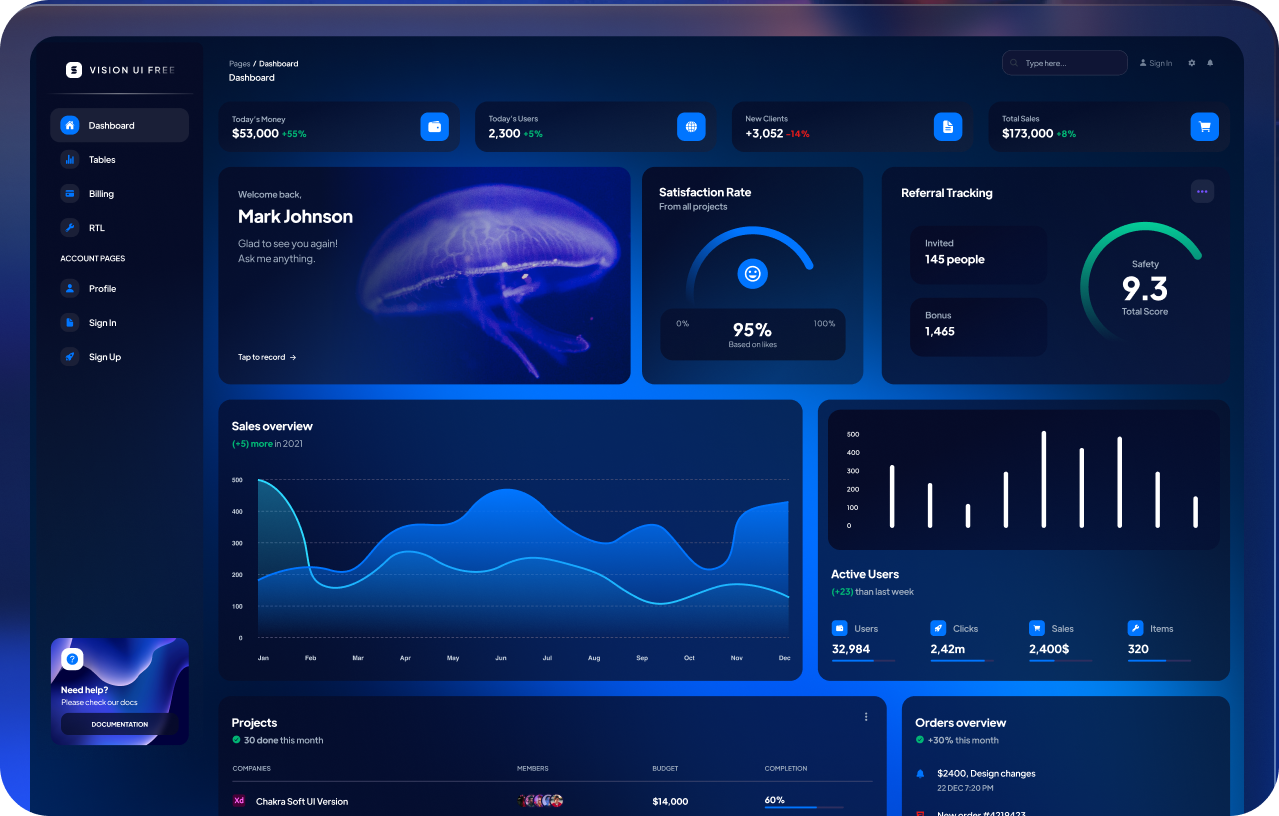 VISION UI FREE
Dashboard
Tables
Billing
RTL
ACCOUNT PAGES
Profile
Sign In
Sign Up
?
Need help?
Please check our docs
DOCUMENTATION
Pages / Dashboard
Dashboard
Type here...
Sign In
Today's Money
$53,000 +55%
Today's Users
2,300 +5%
New Clients
+3,052 -14%
Total Sales
$173,000 +8%
Welcome back,
Mark Johnson
Glad to see you again!
Ask me anything.
Tap to record →
Satisfaction Rate
From all projects
0% 95% 100%
Based on likes
Referral Tracking
Invited
145 people
Bonus
1,465
Safety
9.3
Total Score
Sales overview
(+5) more in 2021
500
400
300
200
100
0
Jan Feb Mar Apr May Jun Jul Aug Sep Oct Nov Dec
500
400
300
200
100
0
Active Users
(+23) than last week
Users Clicks Sales Items
32,984 2,42m 2,400$ 320
Projects
30 done this month
COMPANIES MEMBERS BUDGET COMPLETION
Xd Chakra Soft UI Version $14,000 60%
Orders overview
+30% this month
$2400, Design changes
22 DEC 7:20 PM
New order #4219423